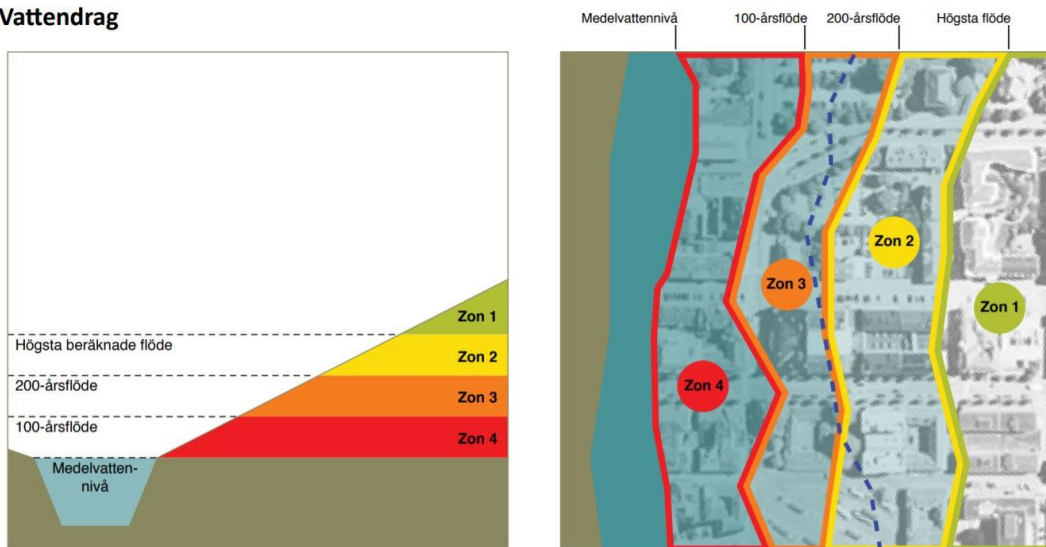 Vattendrag
Zon 1
Högsta beräknade flöde
Zon 2
200-årsflöde
Zon 3
100-årsflöde
Zon 4
Medelvatten-
nivå
Medelvattennivå
100-årsflöde
200-årsflöde
Högsta flöde
Zon 2
Zon 3
Zon 1
Zon 4